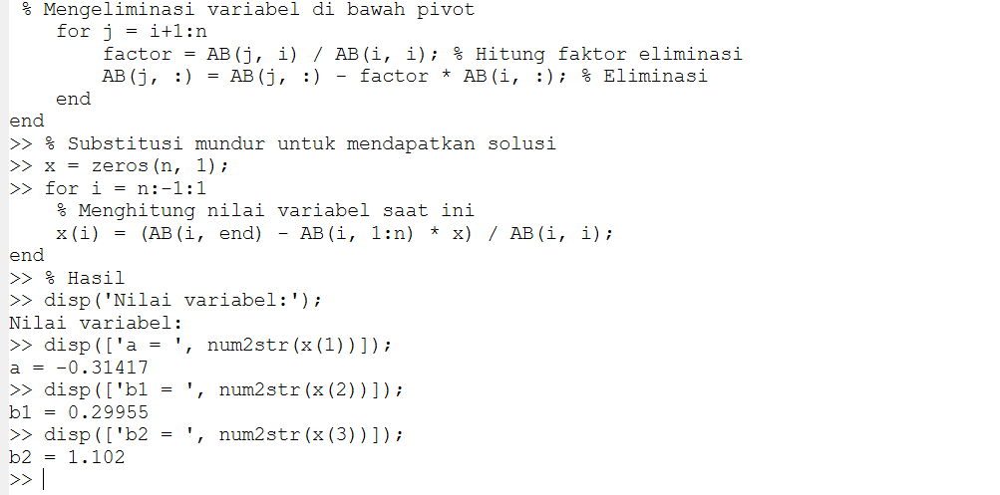 % Mengeliminasi variabel di bawah pivot
for j = i+1:n
factor = AB(j, i) / AB(i, i); % Hitung faktor eliminasi
AB(j, :) = AB(j, :) - factor * AB(i, :); % Eliminasi
end
end
>> % Substitusi mundur untuk mendapatkan solusi
>> x = zeros(n, 1);
>> for i = n:-1:1
% Menghitung nilai variabel saat ini
x(i) = (AB(i, end) - AB(i, 1:n) * x) / AB(i, i);
end
>> % Hasil
>> disp('Nilai variabel:');
Nilai variabel:
>> disp(['a = ', num2str(x(1))]);
a = -0.31417
>> disp(['b1 = ', num2str(x(2))]);
b1 = 0.29955
>> disp(['b2 = ', num2str(x(3))]);
b2 = 1.102
>>